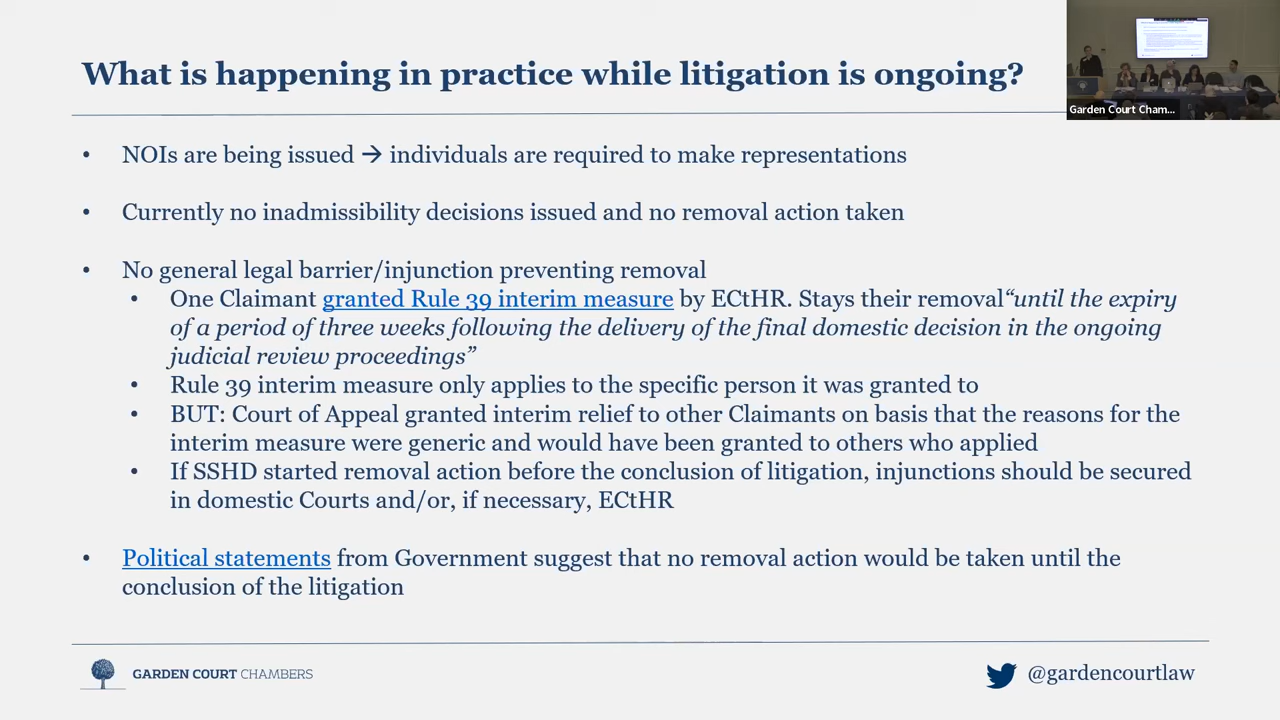 What is happening in practice while litigation is ongoing?
Garden Court Cham...
• NOIs are being issued → individuals are required to make representations
• Currently no inadmissibility decisions issued and no removal action taken
• No general legal barrier/injunction preventing removal
• One Claimant granted Rule 39 interim measure by ECtHR. Stays their removal“until the expiry
of a period of three weeks following the delivery of the final domestic decision in the ongoing
judicial review proceedings”
• Rule 39 interim measure only applies to the specific person it was granted to
• BUT: Court of Appeal granted interim relief to other Claimants on basis that the reasons for the
interim measure were generic and would have been granted to others who applied
• If SSHD started removal action before the conclusion of litigation, injunctions should be secured
in domestic Courts and/or, if necessary, ECtHR
• Political statements from Government suggest that no removal action would be taken until the
conclusion of the litigation
GARDEN COURT CHAMBERS
@gardencourtlaw